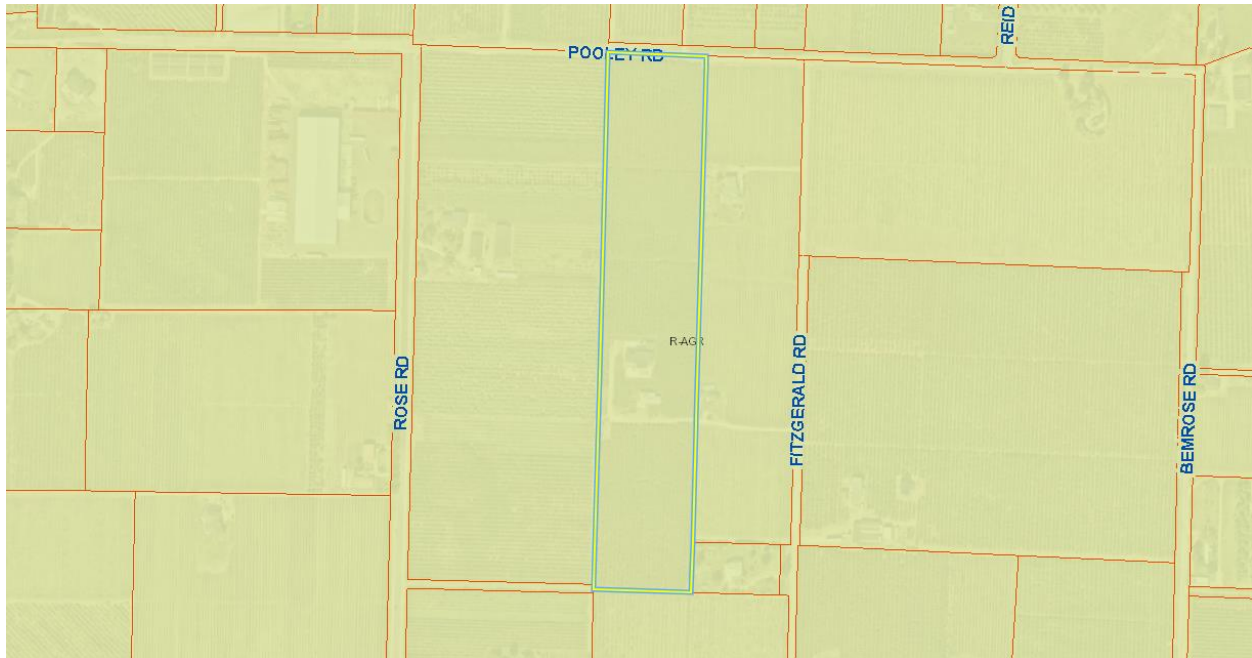 REID
POOLEY RD
R-AGR
ROSE RD
FITZGERALD RD
BEMROSE RD